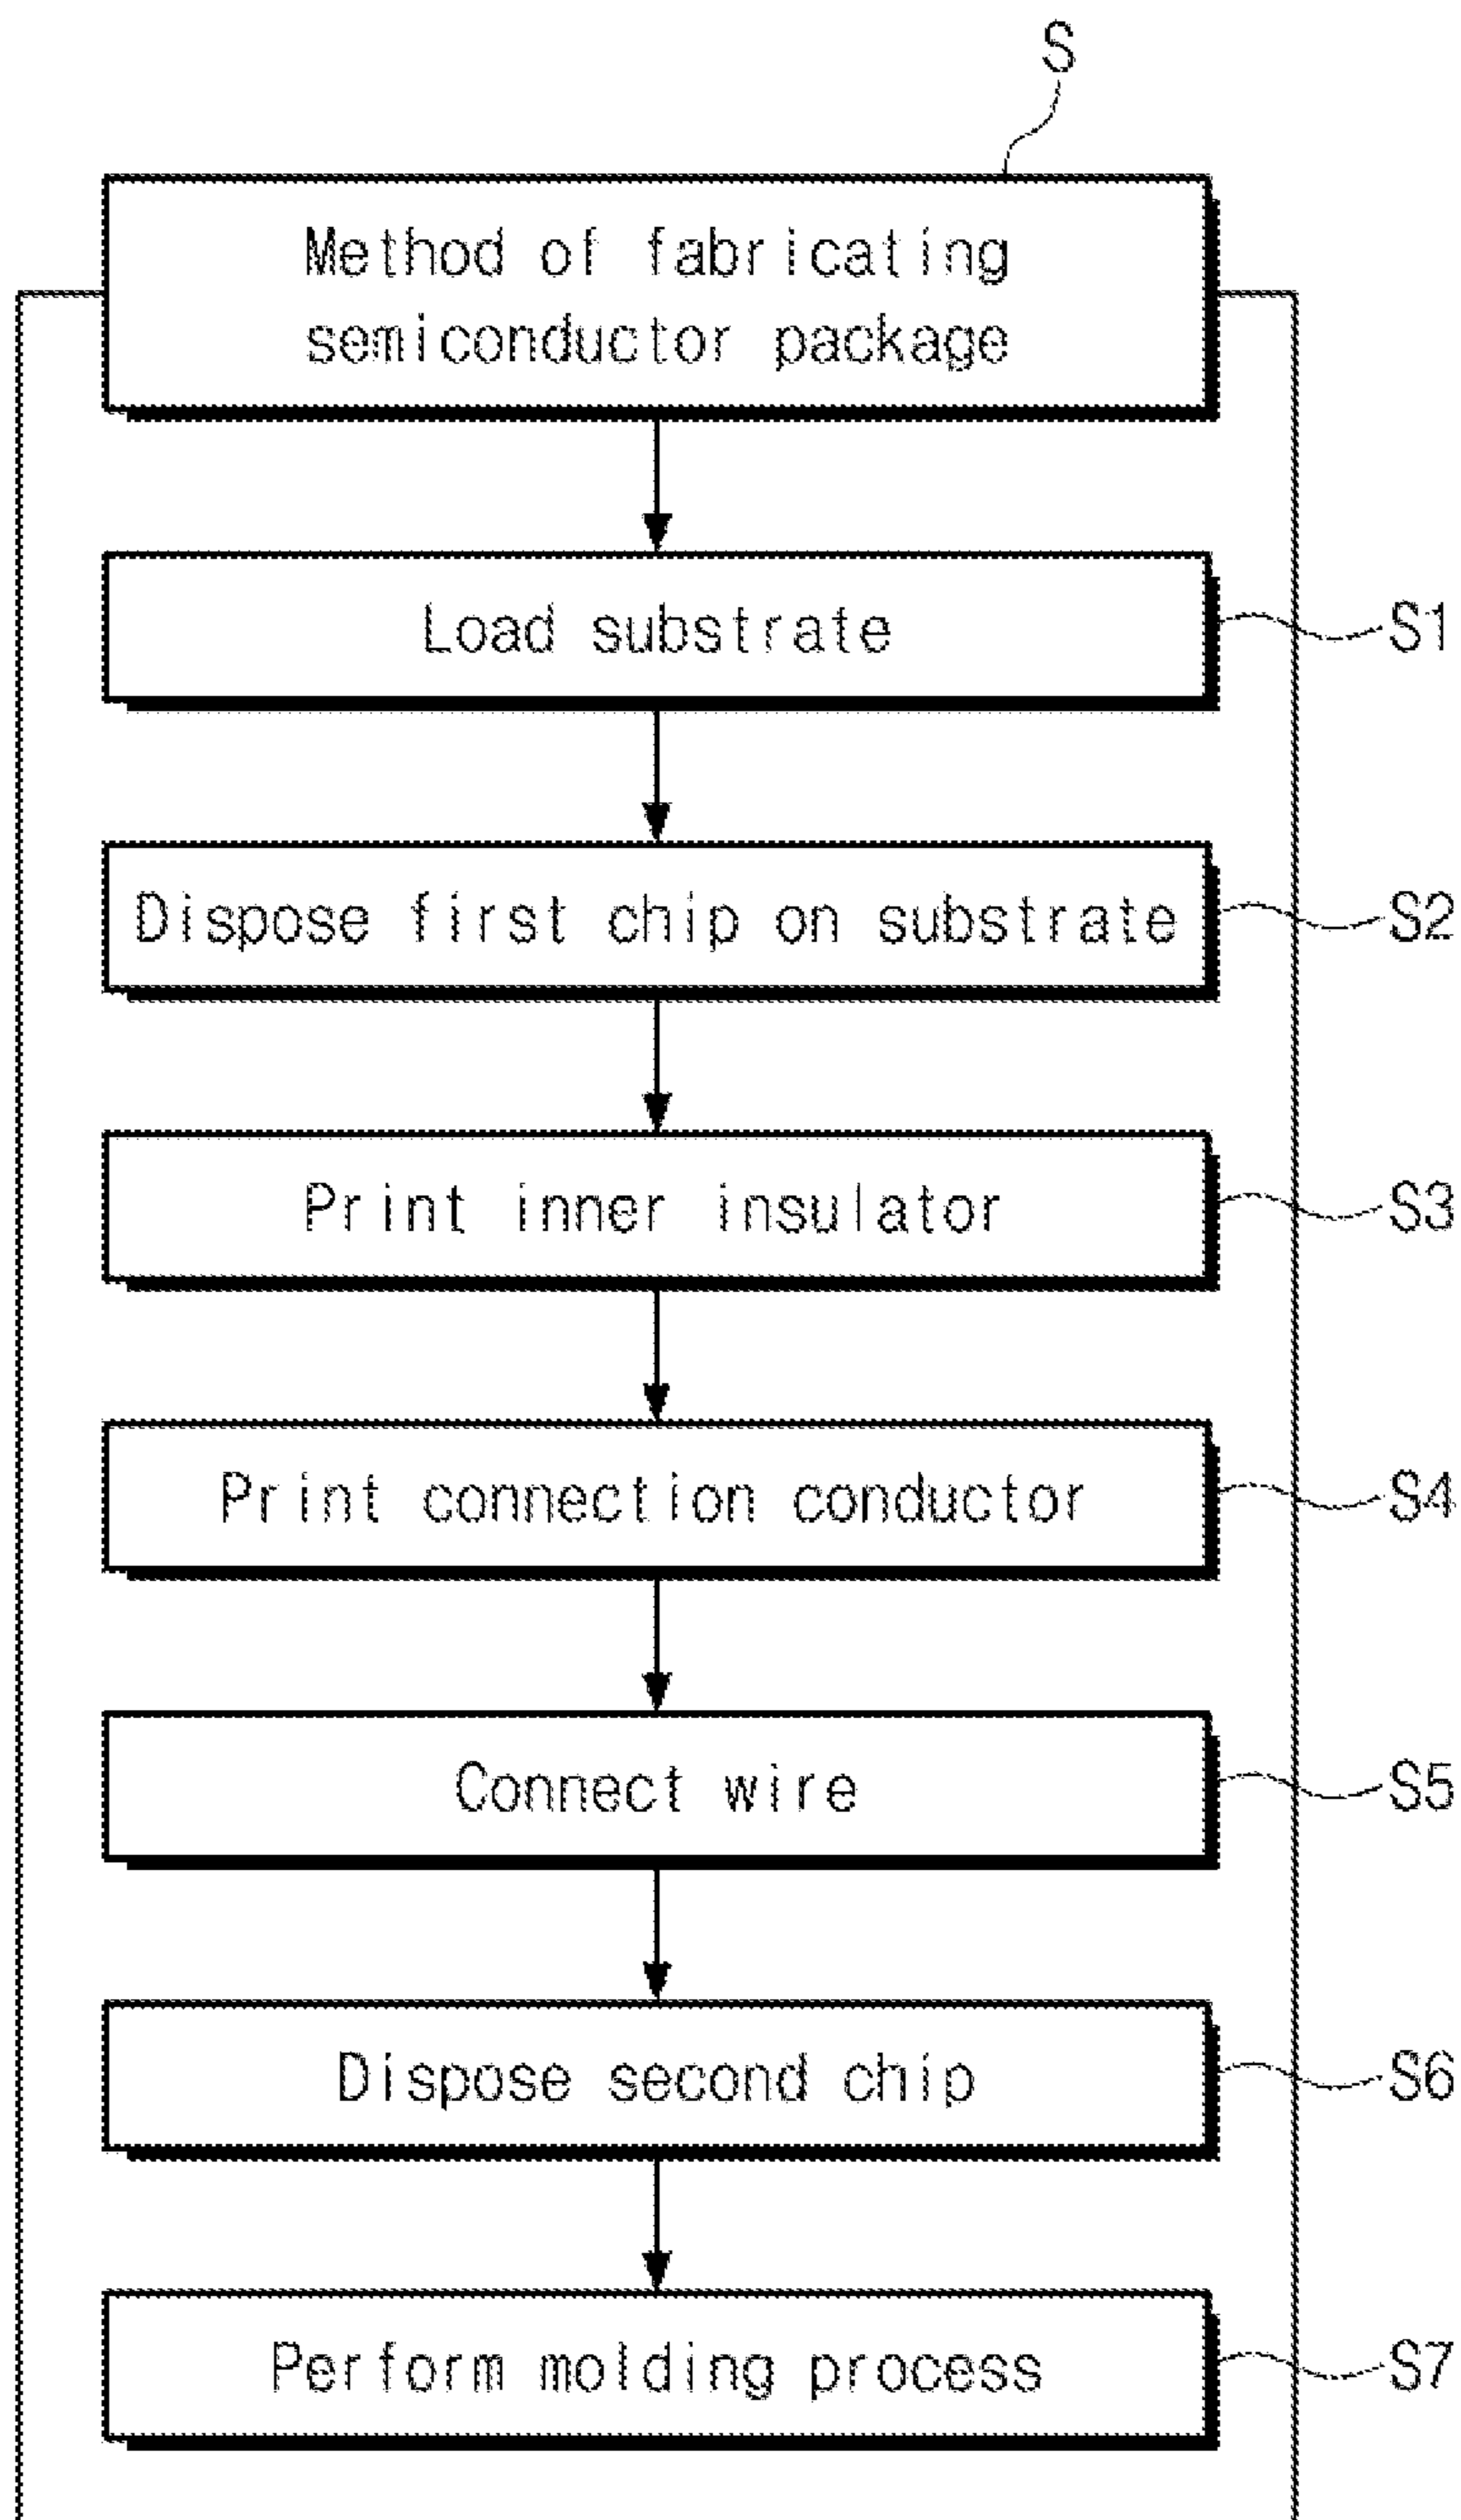 S
Method of fabricating
semiconductor package
Load substrate
S1
Dispose first chip on substrate
S2
Print inner insulator
S3
Print connection conductor
S4
Connect wire
S5
Dispose second chip
S6
Perform molding process
S7